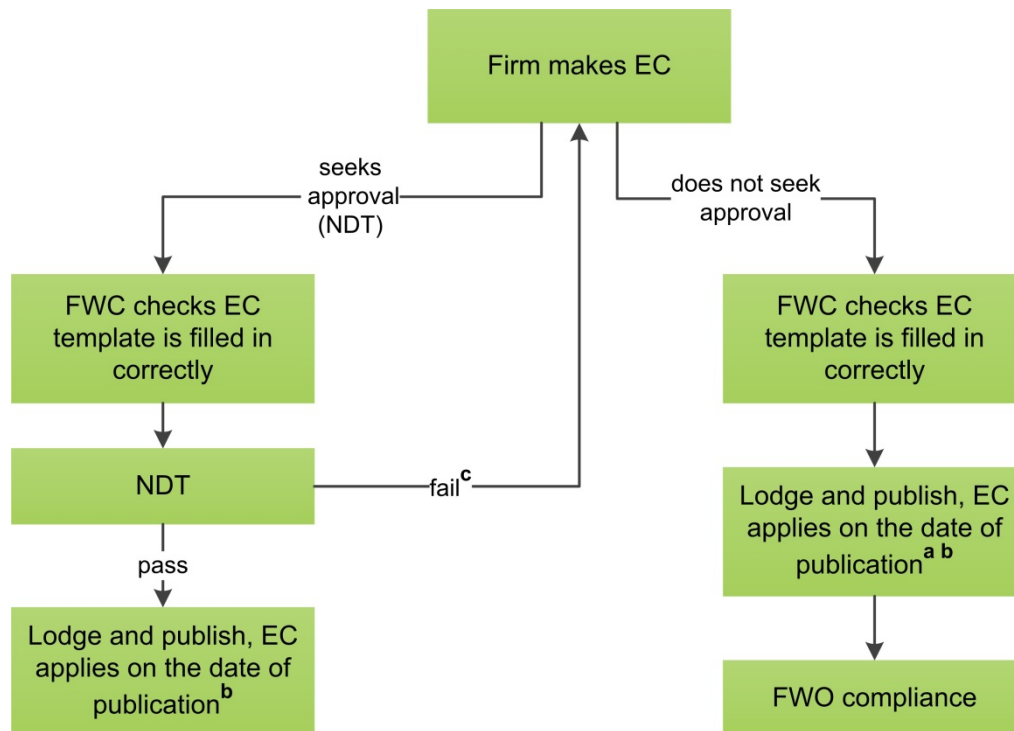 Firm makes EC
seeks
approval
(NDT)
does not seek
approval
FWC checks EC
template is filled in
correctly
FWC checks EC
template is filled in
correctly
NDT
fail^c
Lodge and publish, EC
applies on the date of
publication^a b
pass
Lodge and publish, EC
applies on the date of
publication^b
FWO compliance